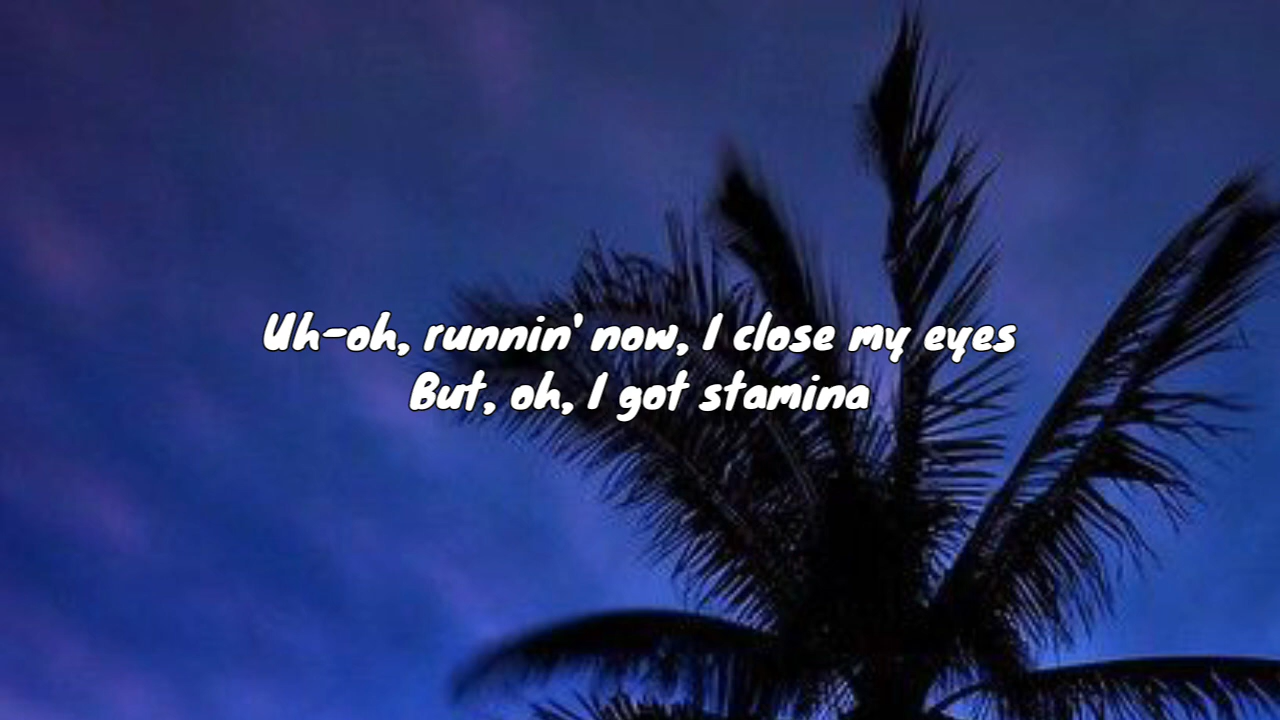 Uh-oh, runnin' now, I close my eyes
But, oh, I got stamina